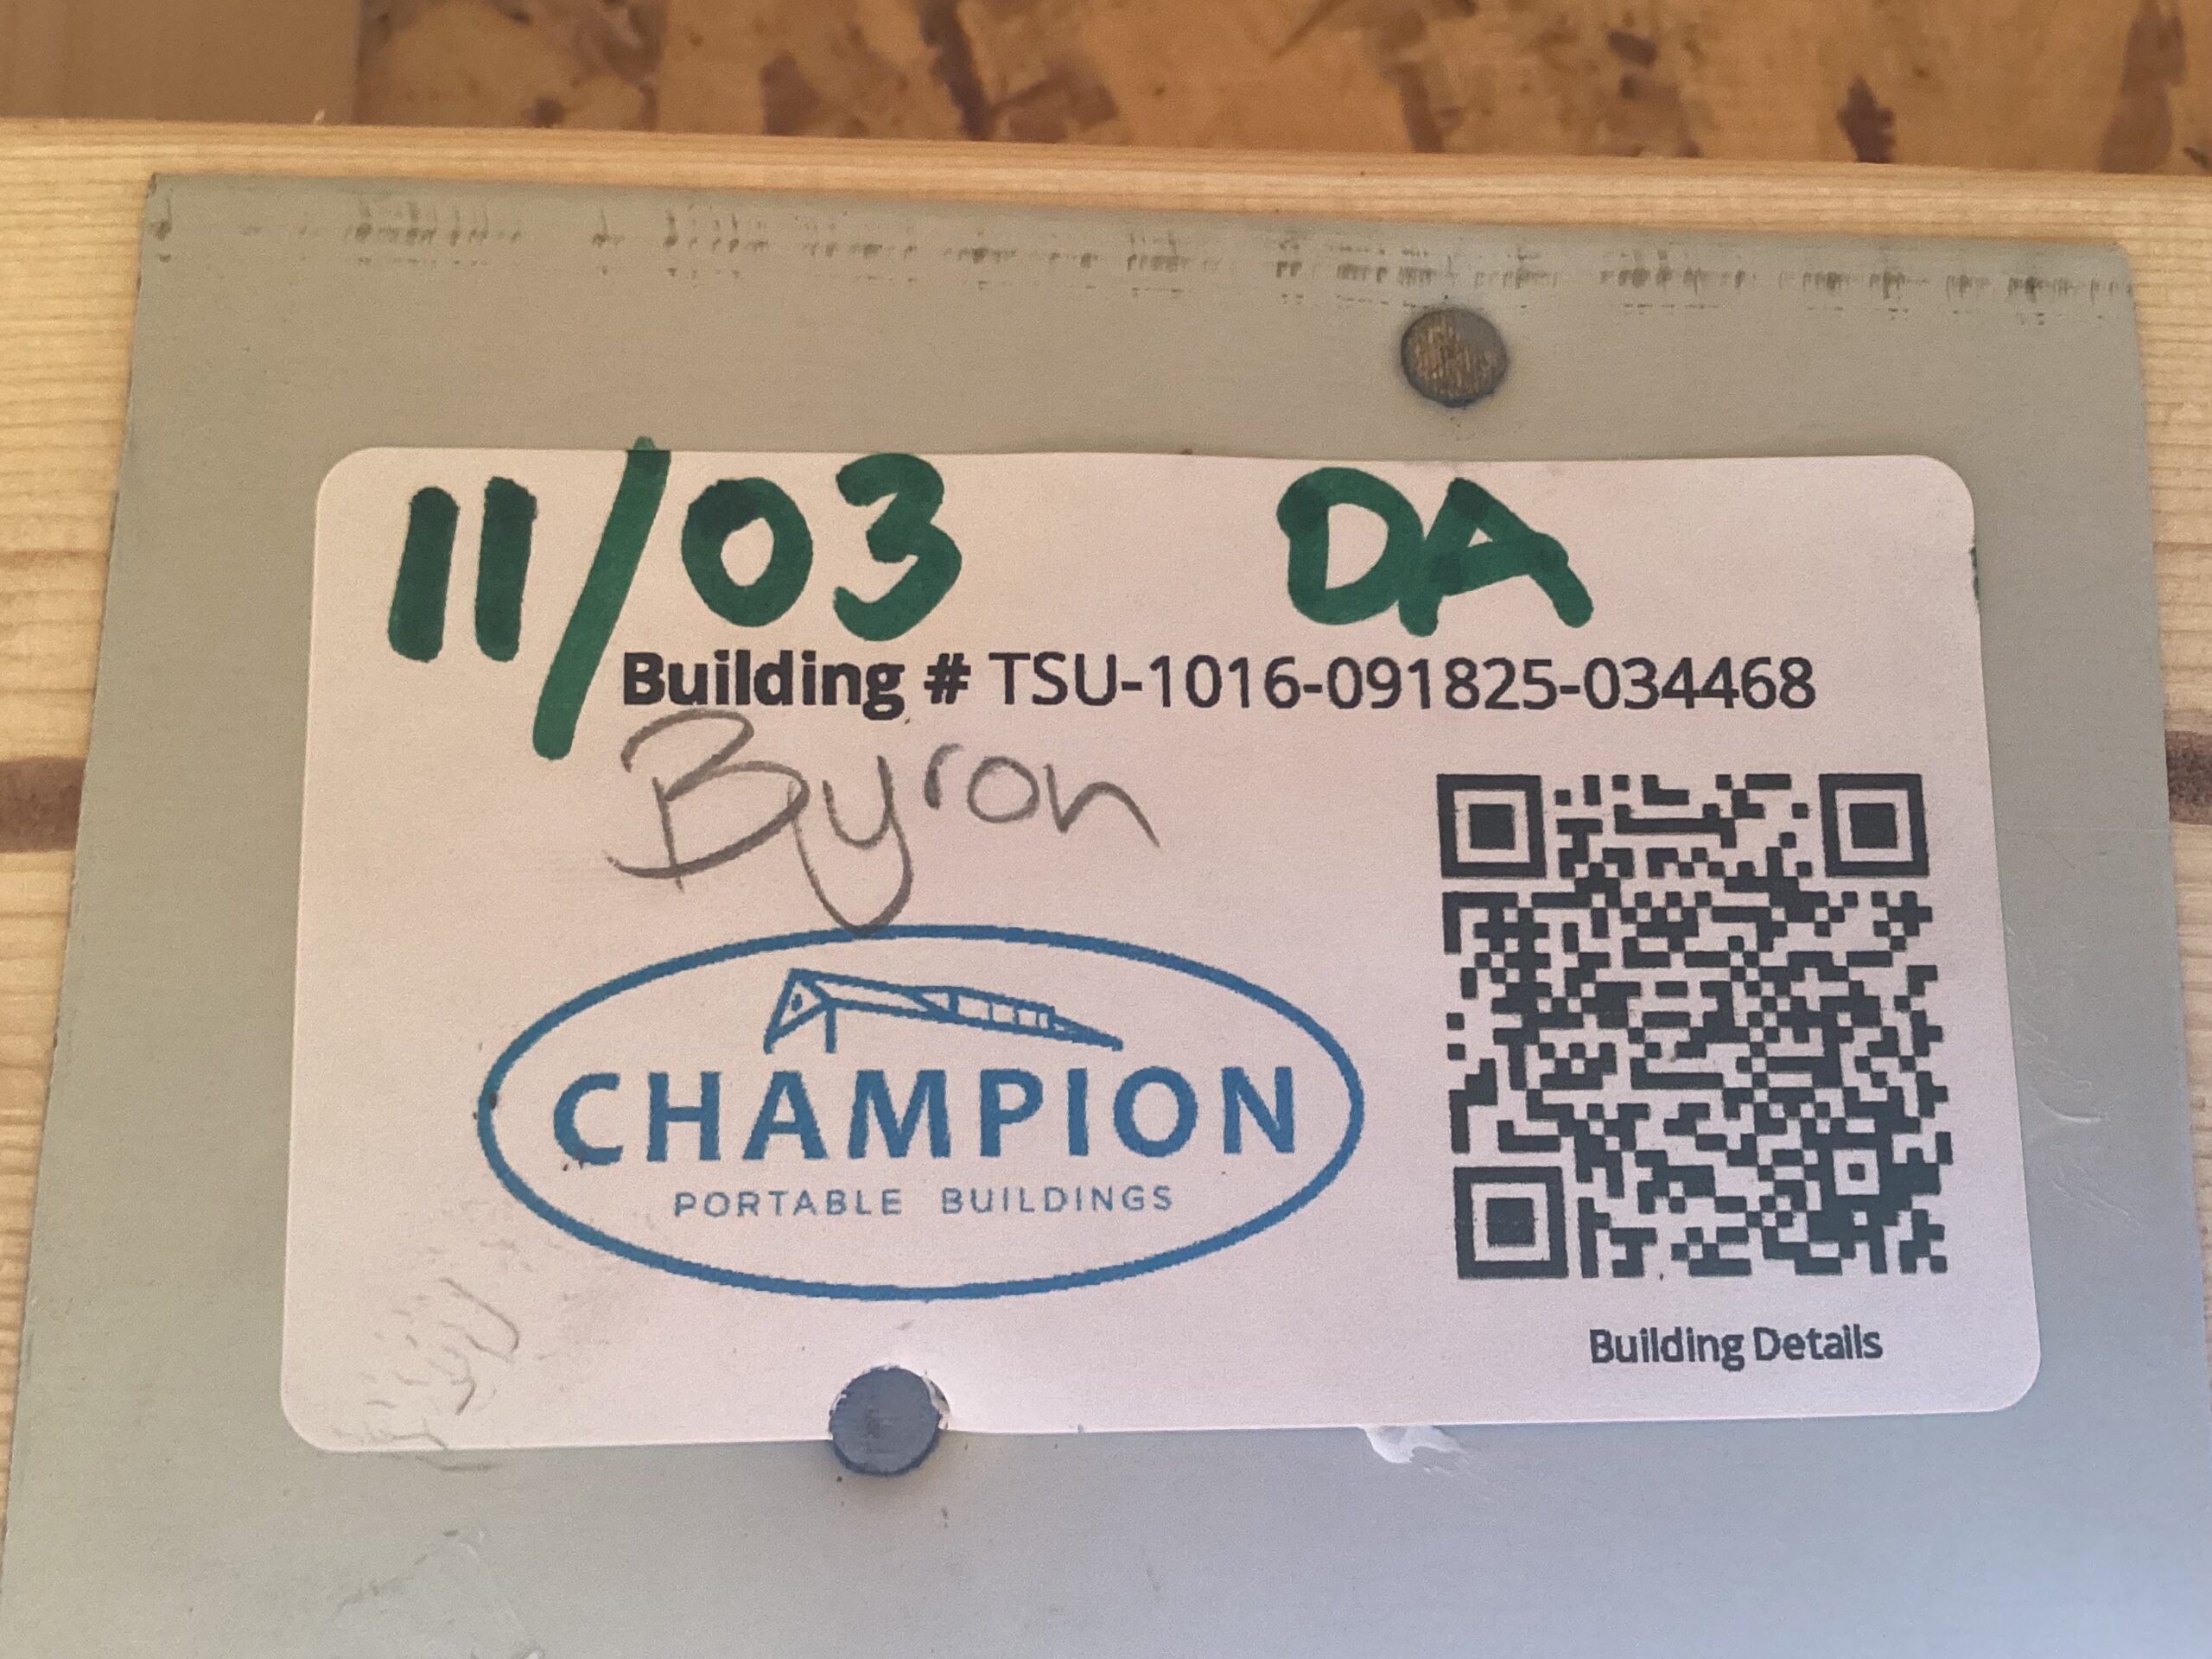 11/03 DA
Building # TSU-1016-091825-034468
Byron
CHAMPION
PORTABLE BUILDINGS
Building Details